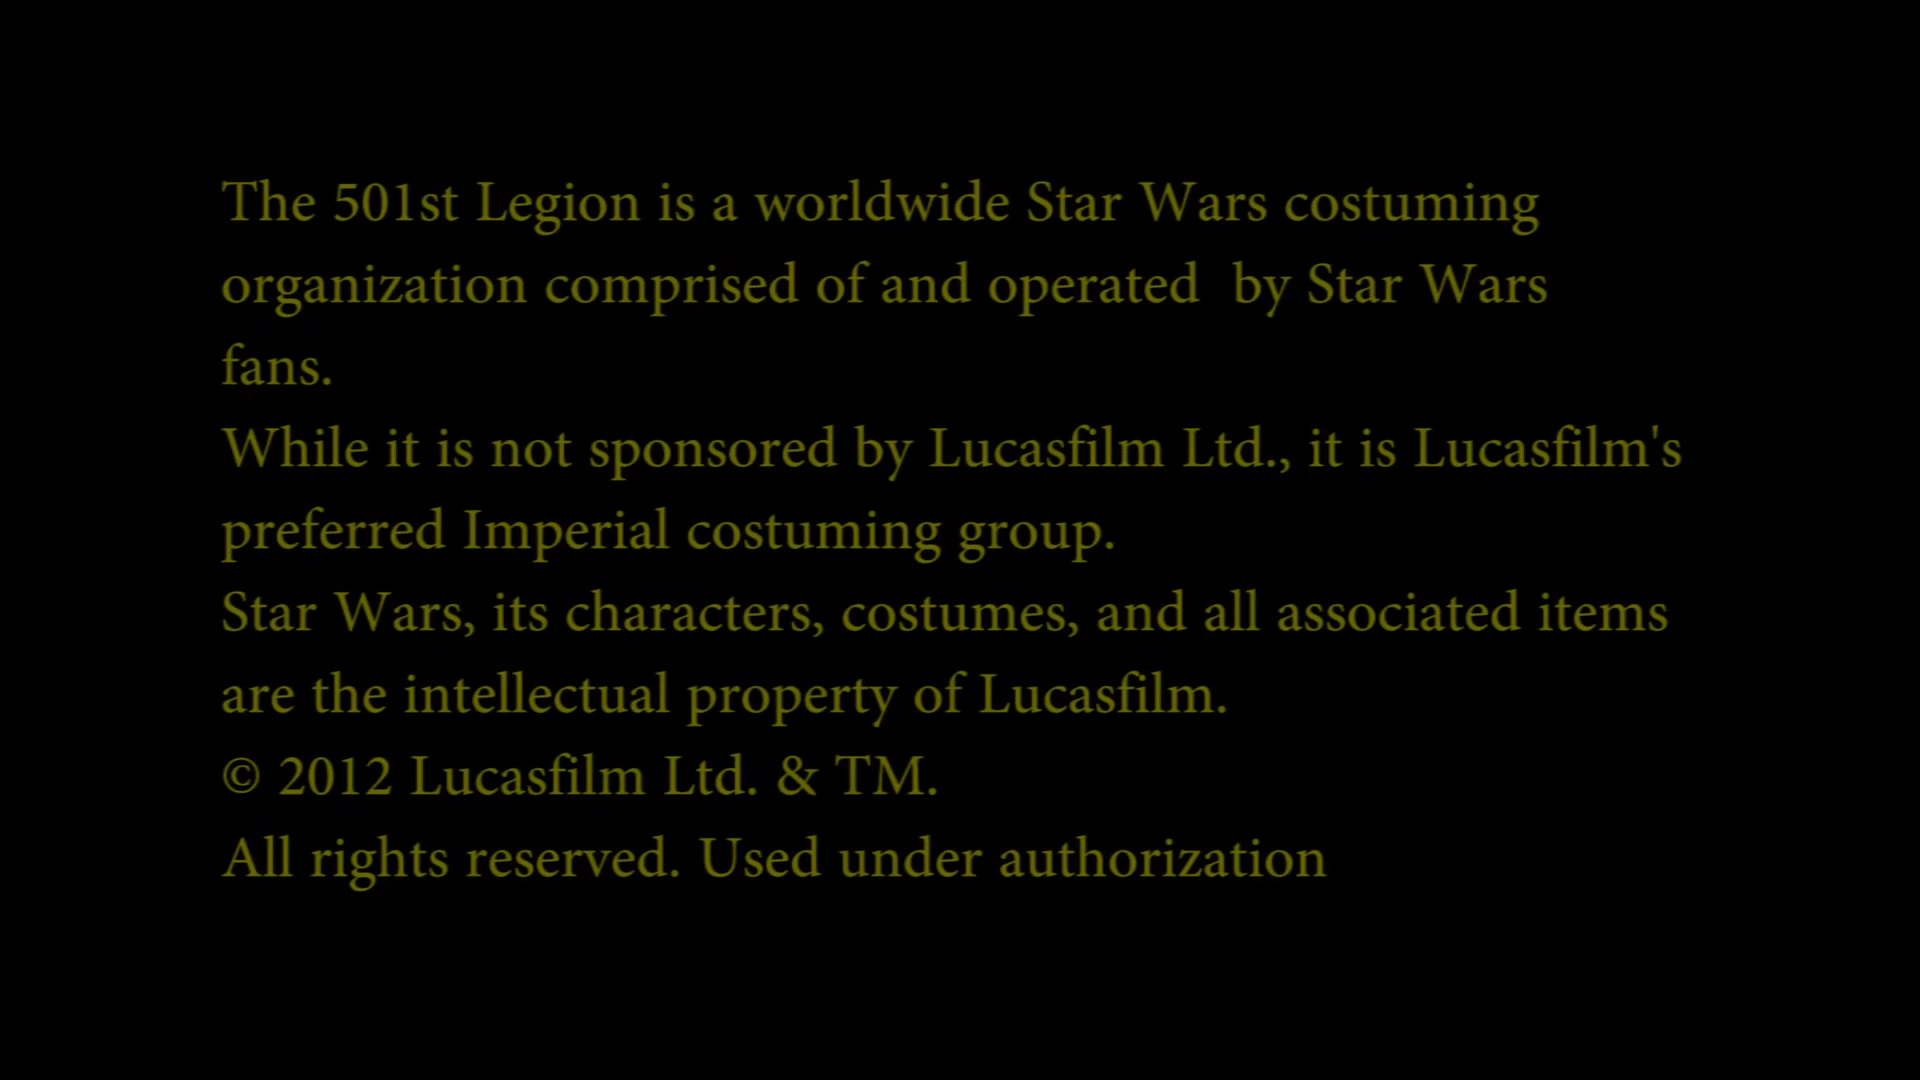 The 501st Legion is a worldwide Star Wars costuming
organization comprised of and operated  by Star Wars
fans.
While it is not sponsored by Lucasfilm Ltd., it is Lucasfilm's
preferred Imperial costuming group.
Star Wars, its characters, costumes, and all associated items
are the intellectual property of Lucasfilm.
© 2012 Lucasfilm Ltd. & TM.
All rights reserved. Used under authorization